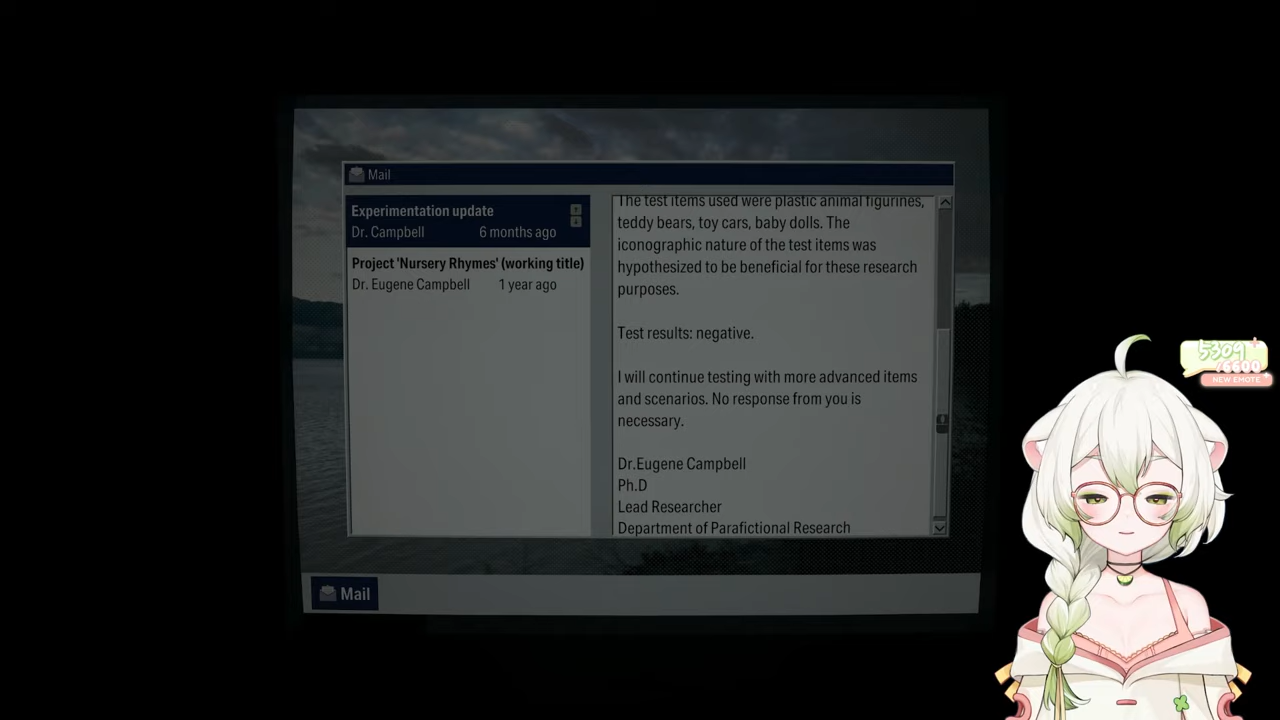 Mail
Experimentation update
Dr. Campbell 6 months ago
Project 'Nursery Rhymes' (working title)
Dr. Eugene Campbell 1 year ago
The test items used were plastic animal figurines,
teddy bears, toy cars, baby dolls. The
iconographic nature of the test items was
hypothesized to be beneficial for these research
purposes.
Test results: negative.
I will continue testing with more advanced items
and scenarios. No response from you is
necessary.
Dr.Eugene Campbell
Ph.D
Lead Researcher
Department of Parafictional Research
Mail
5309
/6600
NEW EMOTE